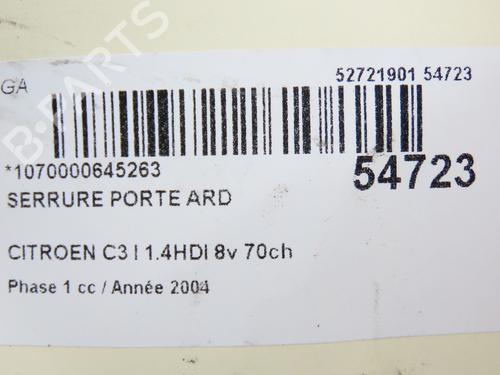 GA
52721901 54723
*1070000645263
54723
SERRURE PORTE ARD
CITROEN C3 I 1.4HDI 8v 70ch
Phase 1 cc / Année 2004
B-PARTS